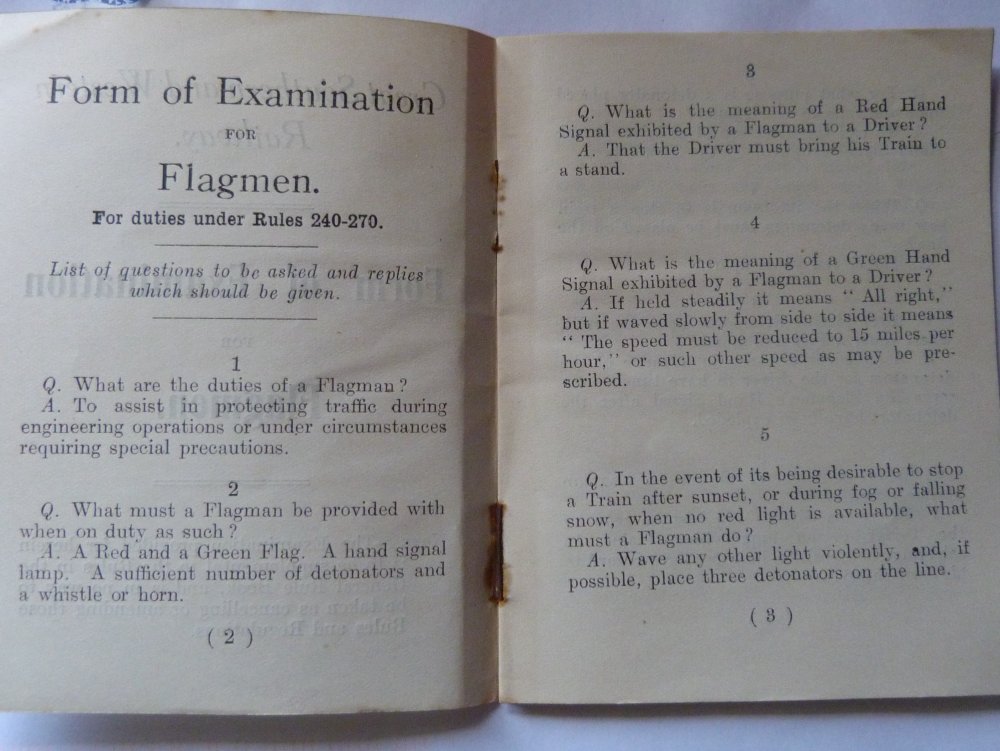 Form of Examination
FOR
Flagmen.
For duties under Rules 240-270.
List of questions to be asked and replies
which should be given.
1
Q. What are the duties of a Flagman?
A. To assist in protecting traffic during
engineering operations or under circumstances
requiring special precautions.
2
Q. What must a Flagman be provided with
when on duty as such?
A. A Red and a Green Flag. A hand signal
lamp. A sufficient number of detonators and
a whistle or horn.
( 2 )
3
Q. What is the meaning of a Red Hand
Signal exhibited by a Flagman to a Driver?
A. That the Driver must bring his Train to
a stand.
4
Q. What is the meaning of a Green Hand
Signal exhibited by a Flagman to a Driver?
A. If held steadily it means " All right,"
but if waved slowly from side to side it means
" The speed must be reduced to 15 miles per
hour," or such other speed as may be pre-
scribed.
5
Q. In the event of its being desirable to stop
a Train after sunset, or during fog or falling
snow, when no red light is available, what
must a Flagman do?
A. Wave any other light violently, and, if
possible, place three detonators on the line.
( 3 )